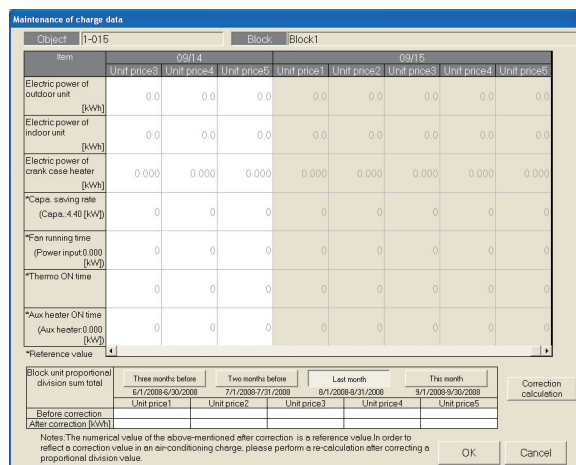 Maintenance of charge data
Object 1-015 Block Block1
Item 09/14 09/15
Unit price3 Unit price4 Unit price5 Unit price1 Unit price2 Unit price3 Unit price4 Unit price5
Electric power of
outdoor unit
[kWh]
0.0 0.0 0.0 0.0 0.0 0.0 0.0 0.0
Electric power of
indoor unit
[kWh]
0.0 0.0 0.0 0.0 0.0 0.0 0.0 0.0
Electric power of
crank case heater
[kWh]
0.000 0.000 0.000 0.000 0.000 0.000 0.000 0.000
*Capa. saving rate
(Capa.:4.40 [kW])
0 0 0 0 0 0 0 0
*Fan running time
(Power input:0.000
[kW])
0 0 0 0 0 0 0 0
*Thermo ON time
0 0 0 0 0 0 0 0
*Aux heater ON time
(Aux heater:0.000
[kW])
0 0 0 0 0 0 0 0
*Reference value
Block unit proportional
division sum total
Three months before Two months before Last month This month
6/1/2008-6/30/2008 7/1/2008-7/31/2008 8/1/2008-8/31/2008 9/1/2008-9/30/2008
Unit price1 Unit price2 Unit price3 Unit price4 Unit price5
Before correction
After correction [kWh]
Correction
calculation
Notes:The numerical value of the above-mentioned after correction is a reference value.In order to
reflect a correction value in an air-conditioning charge, please perform a re-calculation after correcting a
proportional division value.
OK Cancel